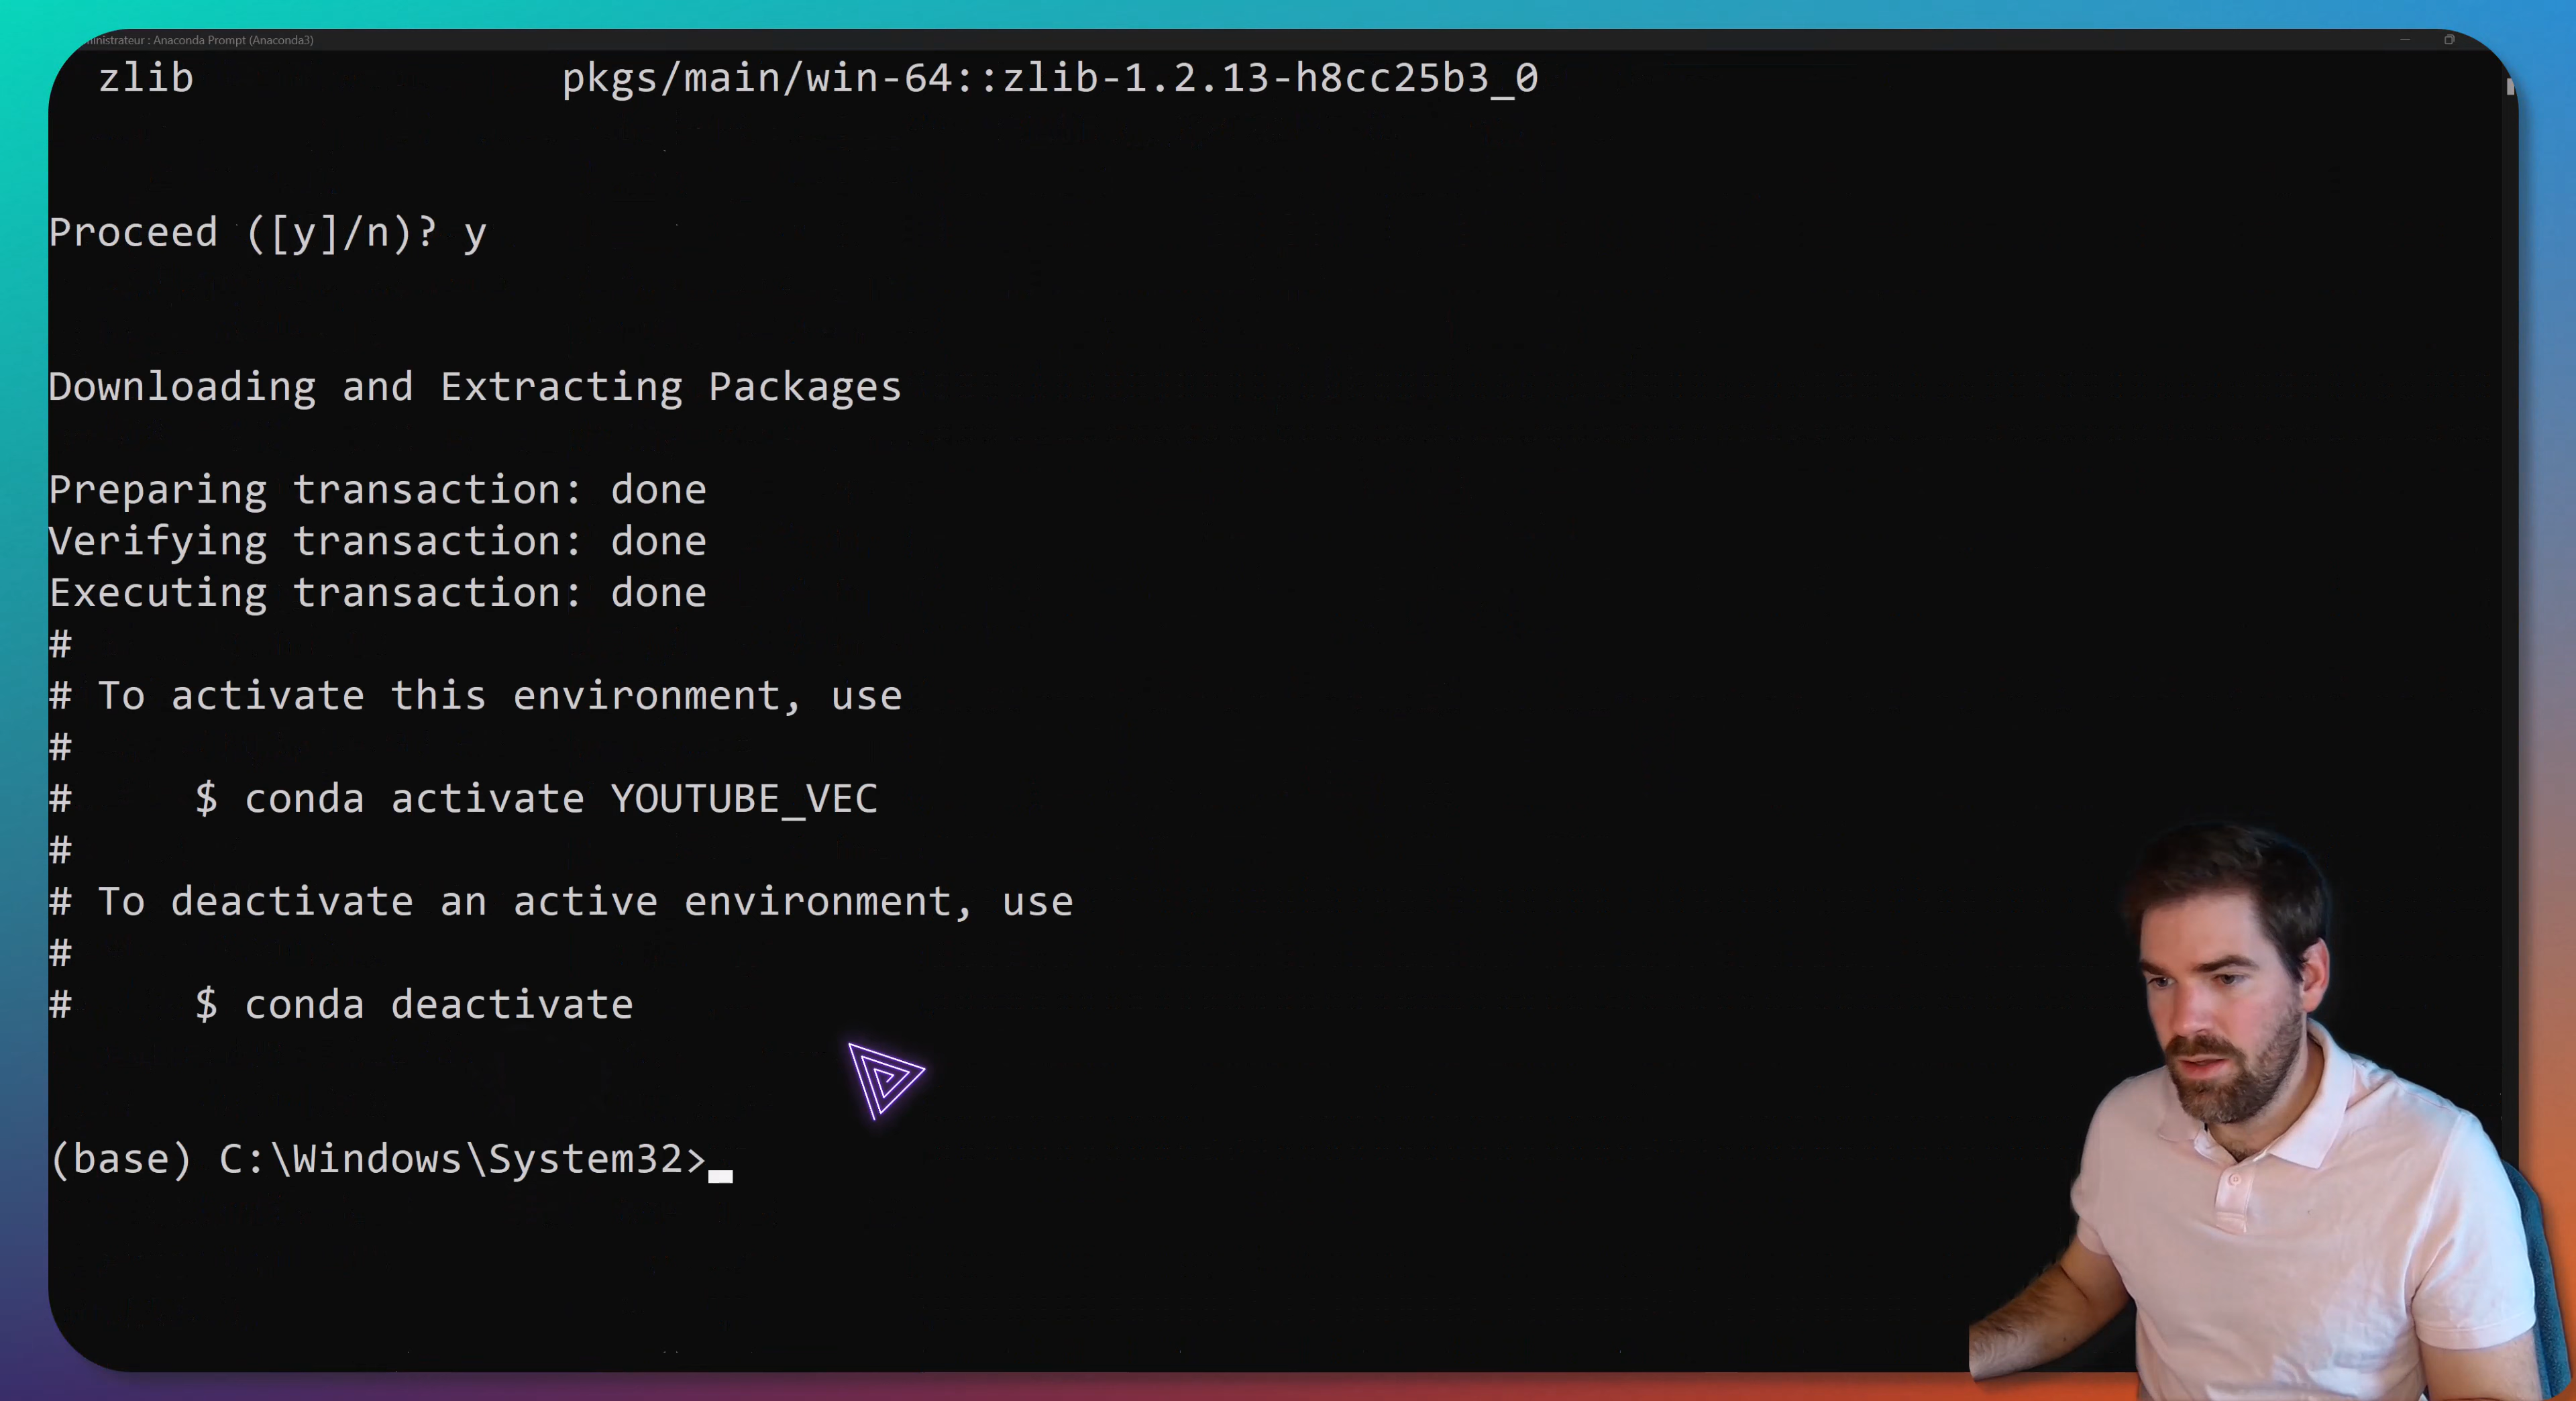 nistrateur : Anaconda Prompt (Anaconda3)
zlib pkgs/main/win-64::zlib-1.2.13-h8cc25b3_0
Proceed ([y]/n)? y
Downloading and Extracting Packages
Preparing transaction: done
Verifying transaction: done
Executing transaction: done
#
# To activate this environment, use
#
# $ conda activate YOUTUBE_VEC
#
# To deactivate an active environment, use
#
# $ conda deactivate
(base) C:\Windows\System32>